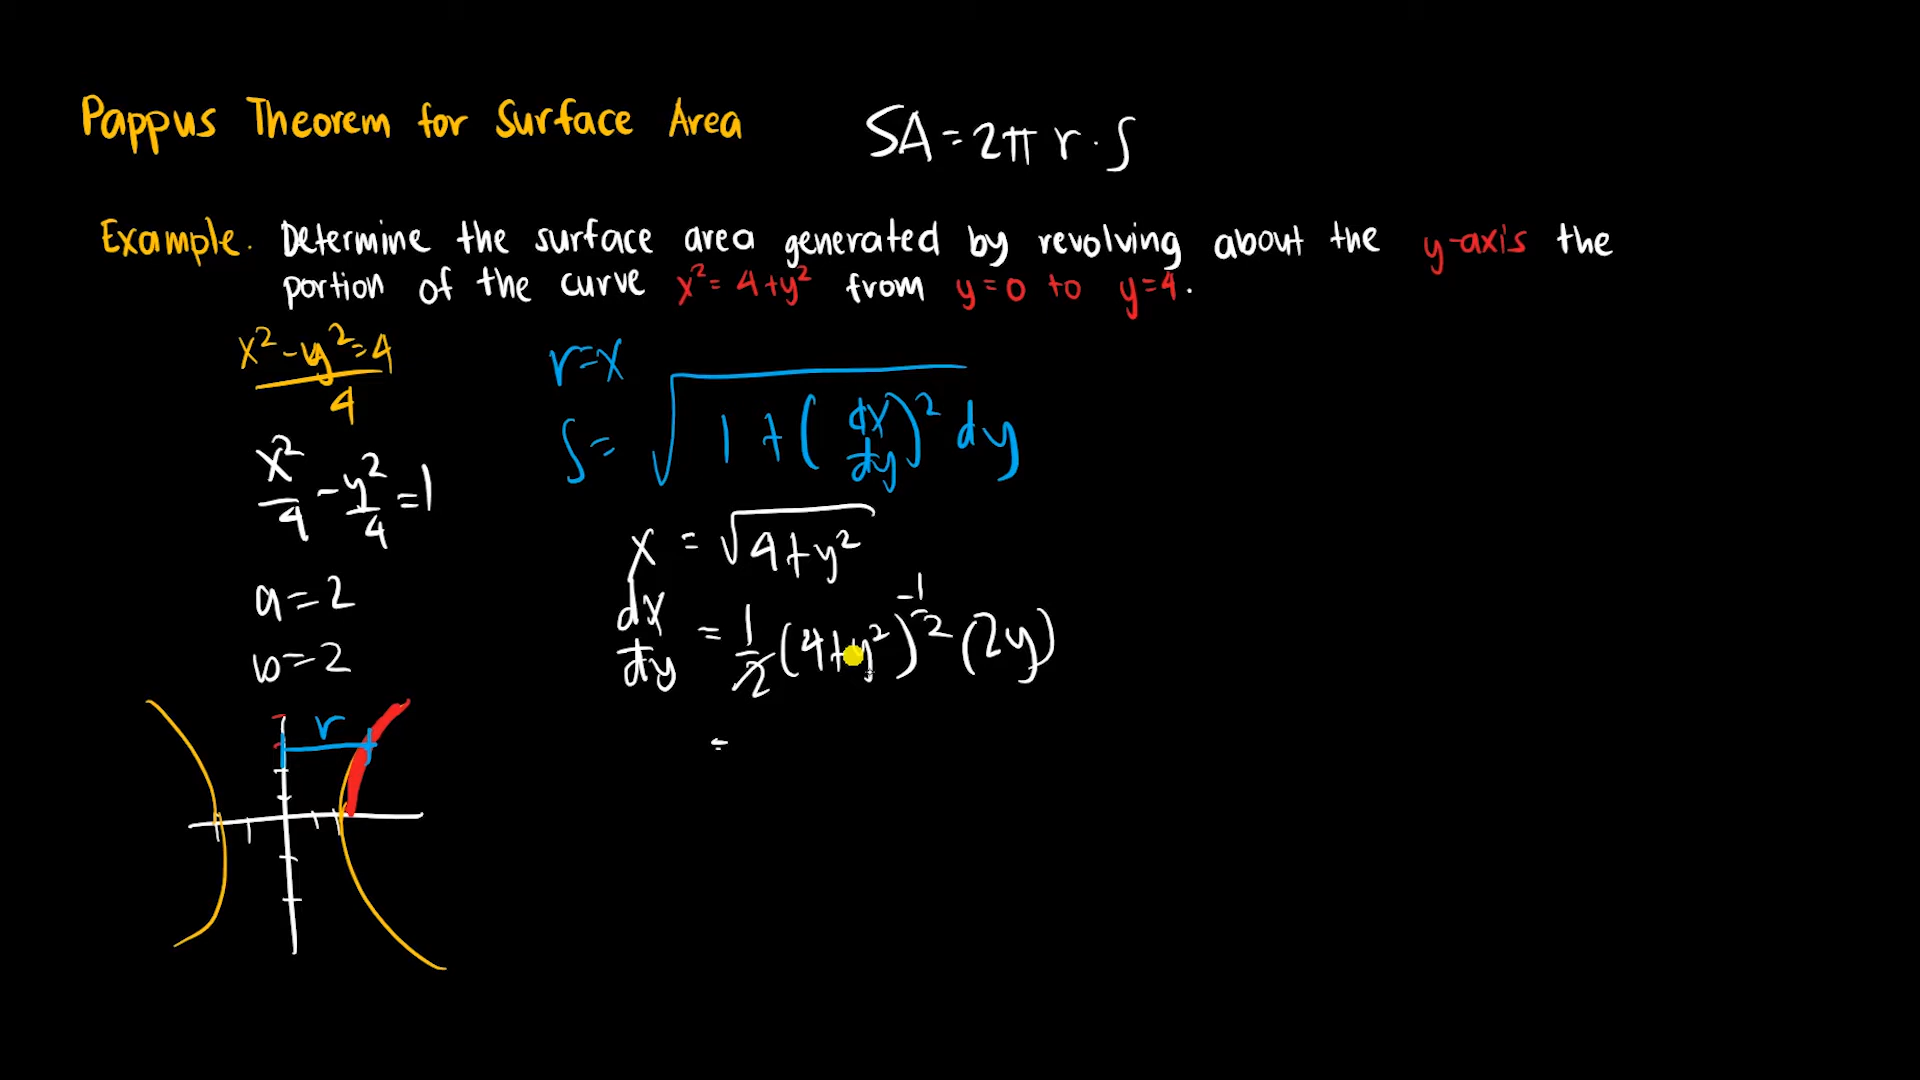 Pappus Theorem for Surface Area
SA = 2π r · s
Example. Determine the surface area generated by revolving about the y-axis the
portion of the curve x² = 4+y² from y=0 to y=4.
x² - y² = 4
4
x²/4 - y²/4 = 1
a = 2
b = 2
r
r = x
s = √(1 + (dx/dy)²) dy
x = √(4+y²)
dx/dy = 1/2 (4+y²)^(-1/2) (2y)
=